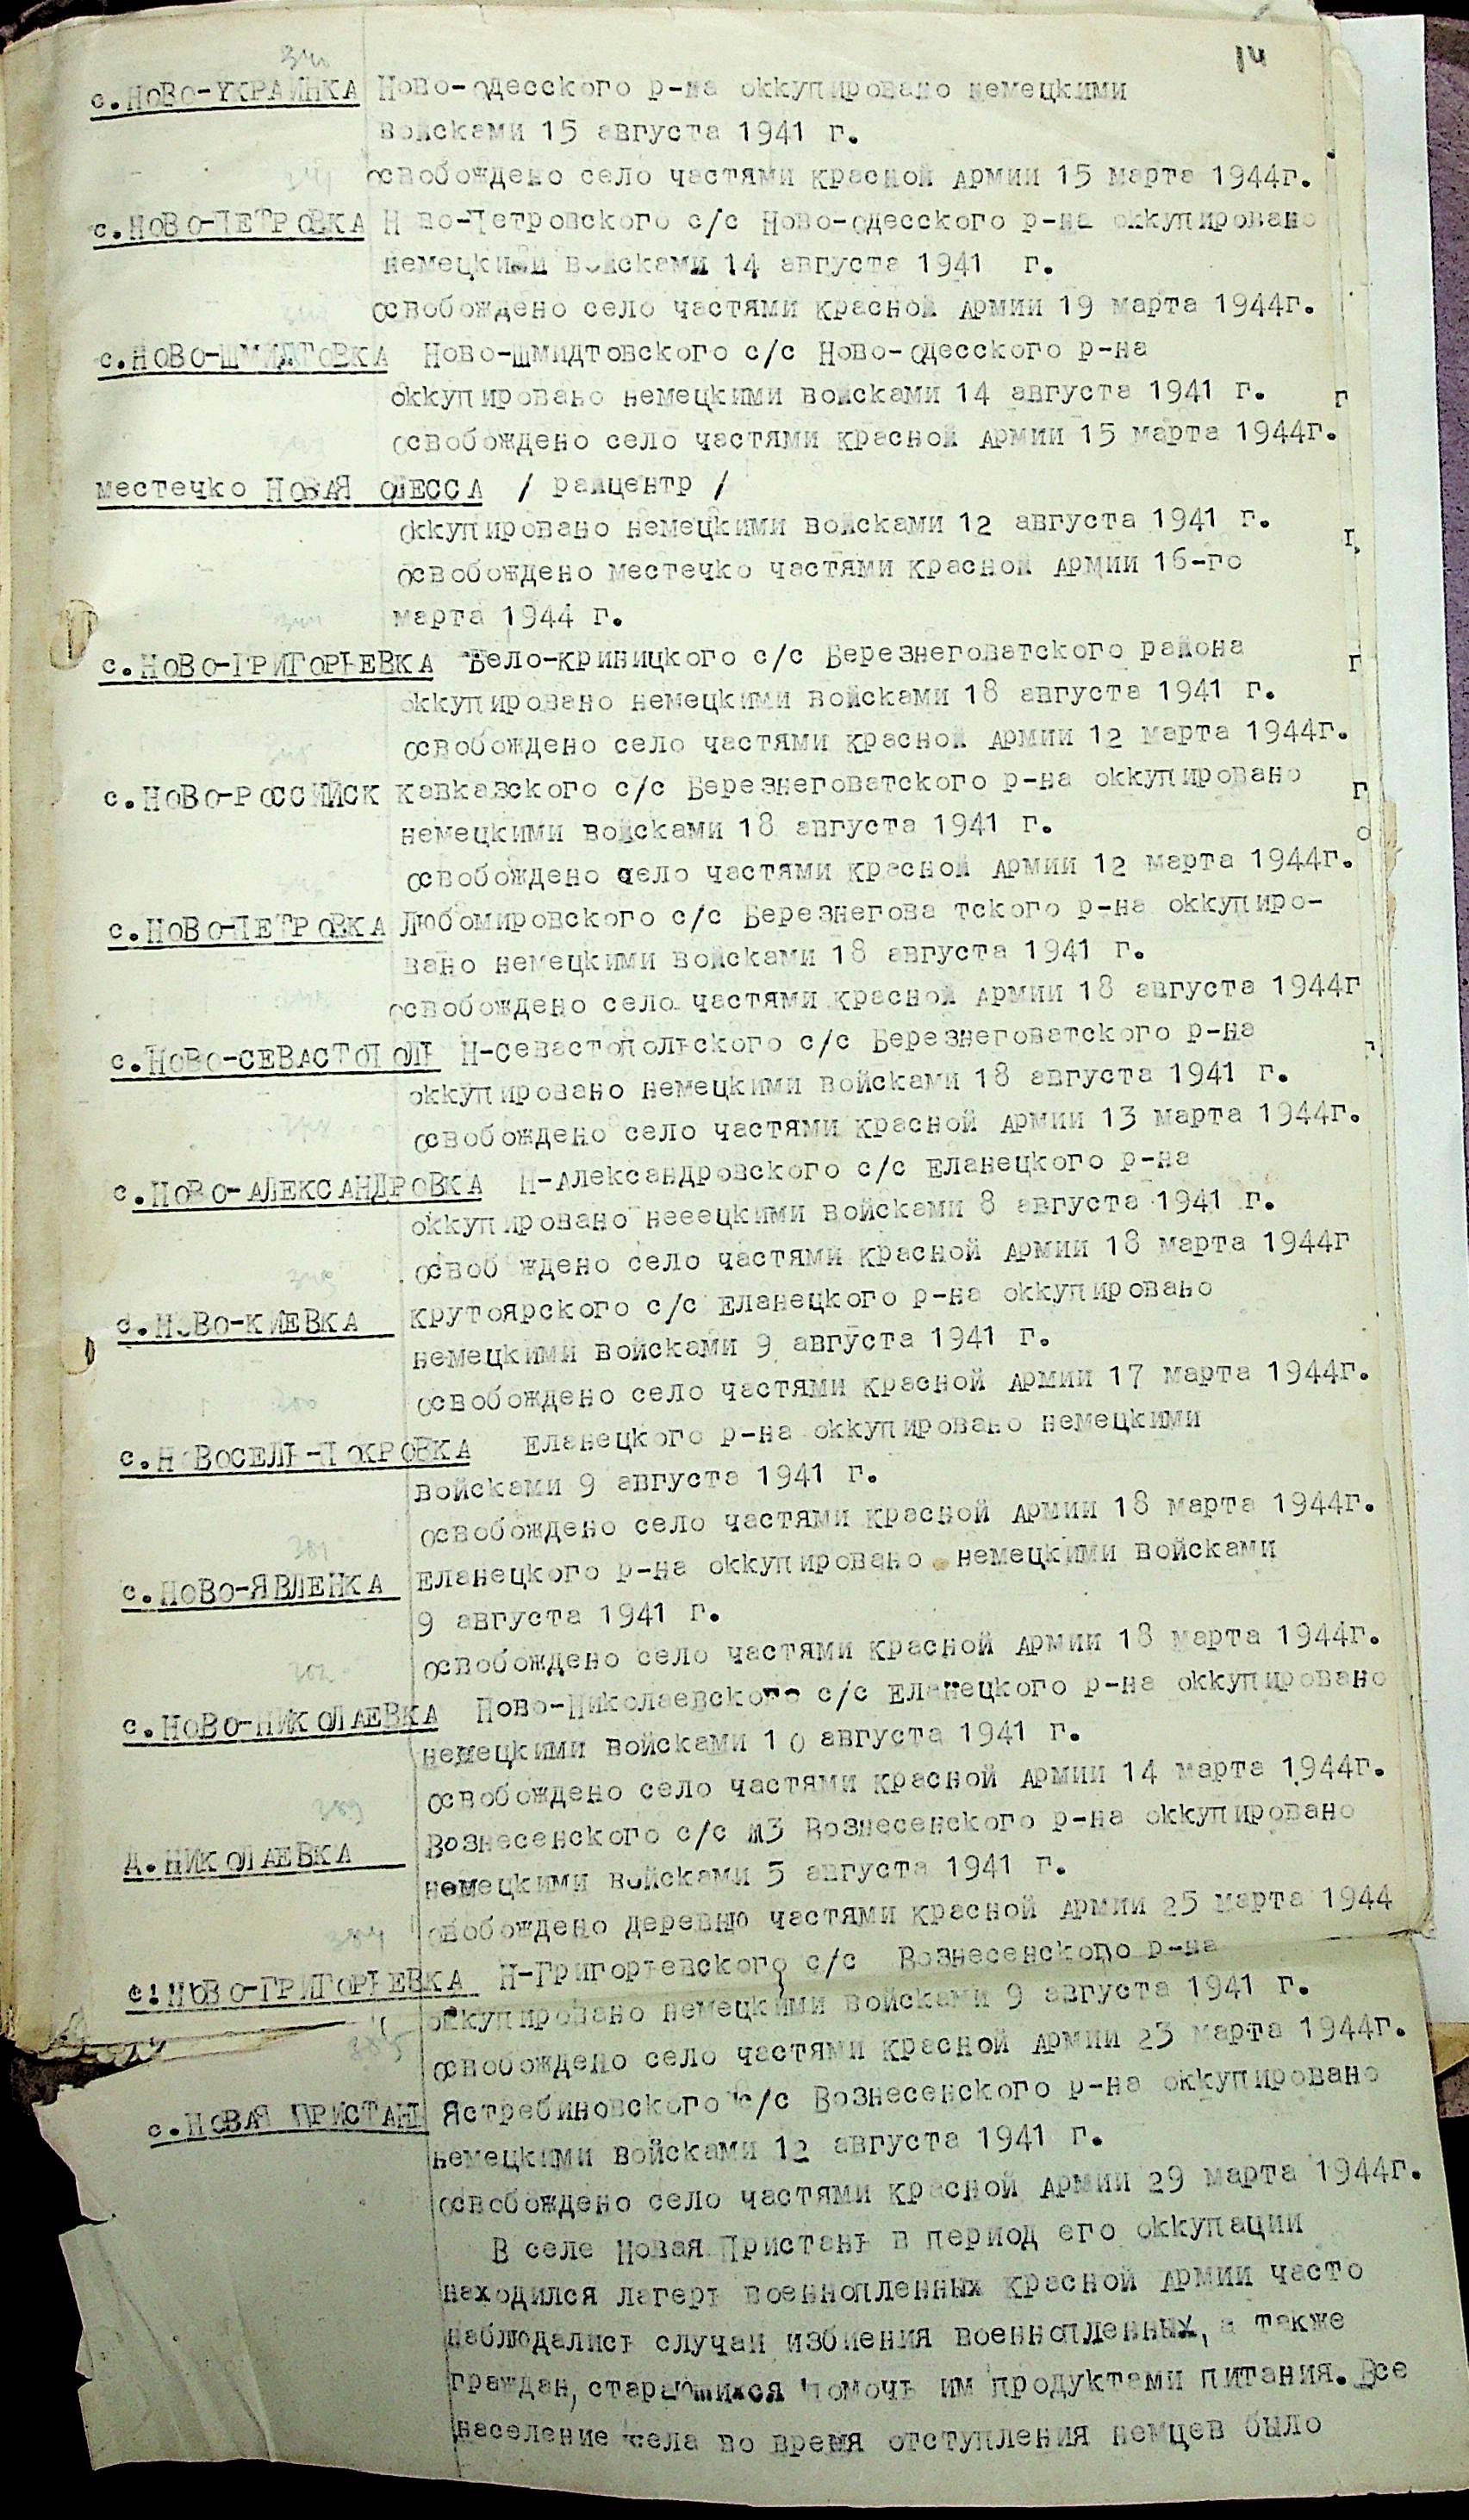 14
с.НОВО-УКРАИНКА Ново-Одесского р-на оккупировано немецкими
войсками 15 августа 1941 г.
освобождено село частями Красной Армии 15 марта 1944г.
с.НОВО-ПЕТРОВКА Н во-Петровского с/с Ново-Одесского р-на оккупировано
немецкими войсками 14 августа 1941 г.
освобождено село частями Красной Армии 19 марта 1944г.
с.НОВО-ШМИДТОВКА Ново-Шмидтовского с/с Ново-Одесского р-на
оккупировано немецкими войсками 14 августа 1941 г.
освобождено село частями Красной Армии 15 марта 1944г.
местечко НОВАЯ ОДЕССА / райцентр /
оккупировано немецкими войсками 12 августа 1941 г.
освобождено местечко частями Красной Армии 16-го
марта 1944 г.
с.НОВО-ГРИГОРЬЕВКА Бело-Криницкого с/с Березнеговатского района
оккупировано немецкими войсками 18 августа 1941 г.
освобождено село частями Красной Армии 12 марта 1944г.
с.НОВО-РОССИЙСК Кавказского с/с Березнеговатского р-на оккупировано
немецкими войсками 18 августа 1941 г.
освобождено село частями Красной Армии 12 марта 1944г.
с.НОВО-ПЕТРОВКА Любомировского с/с Березнегова тского р-на оккупиро-
вано немецкими войсками 18 августа 1941 г.
освобождено село частями Красной Армии 18 августа 1944г
с.НОВО-СЕВАСТОПОЛЬ Н-Севастопольского с/с Березнеговатского р-на
оккупировано немецкими войсками 18 августа 1941 г.
освобождено село частями Красной Армии 13 марта 1944г.
с.НОВО-АЛЕКСАНДРОВКА Н-Александровского с/с Еланецкого р-на
оккупировано нееецкими войсками 8 августа 1941 г.
освоб ждено село частями Красной Армии 18 марта 1944г
с.НОВО-КИЕВКА Крутоярского с/с Еланецкого р-на оккупировано
немецкими войсками 9 августа 1941 г.
освобождено село частями Красной Армии 17 марта 1944г.
с.НОВОСЕЛЬ-ПОКРОВКА Еланецкого р-на оккупировано немецкими
войсками 9 августа 1941 г.
освобождено село частями Красной Армии 18 марта 1944г.
с.НОВО-ЯВЛЕНКА Еланецкого р-на оккупировано немецкими войсками
9 августа 1941 г.
освобождено село частями Красной Армии 18 марта 1944г.
с.НОВО-НИКОЛАЕВКА Ново-Николаевского с/с Еланецкого р-на оккупировано
немецкими войсками 10 августа 1941 г.
освобождено село частями Красной Армии 14 марта 1944г.
д.НИКОЛАЕВКА Вознесенского с/с №3 Вознесенского р-на оккупировано
немецкими войсками 5 августа 1941 г.
овобождено деревню частями Красной Армии 25 марта 1944
с.НОВО-ГРИГОРЬЕВКА Н-Григорьевского с/с Вознесенского р-на
оккупировано немецкими войсками 9 августа 1941 г.
освобождено село частями Красной Армии 23 марта 1944г.
с.НОВАЯ ПРИСТАНЬ Ястребиновского с/с Вознесенского р-на оккупировано
немецкими войсками 12 августа 1941 г.
освобождено село частями Красной Армии 29 марта 1944г.
В селе Новая Пристань в период его оккупации
находился лагерь военнопленных Красной Армии часто
наблюдались случаи избиения военнопленных, а также
граждан, старающихся помочь им продуктами питания. Все
население села во время отступления немцев было